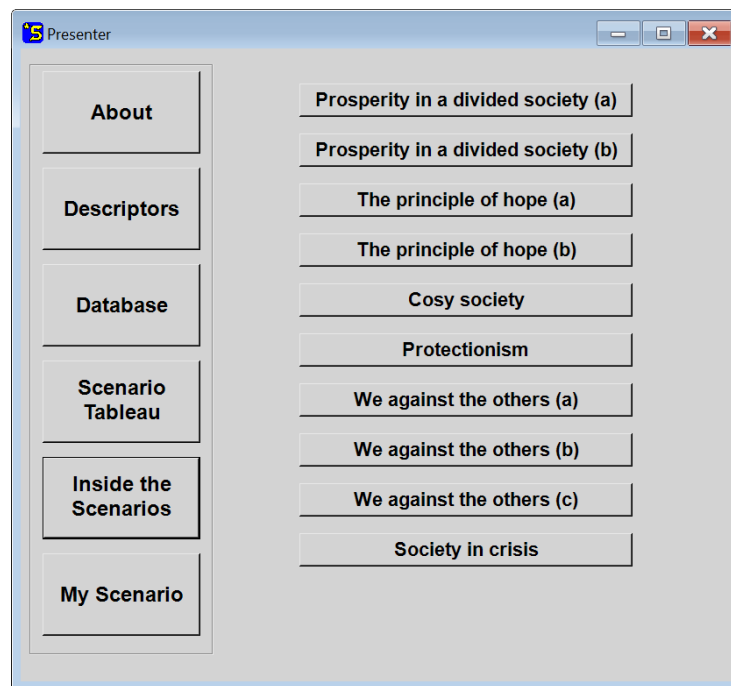 Presenter
About
Descriptors
Database
Scenario
Tableau
Inside the
Scenarios
My Scenario
Prosperity in a divided society (a)
Prosperity in a divided society (b)
The principle of hope (a)
The principle of hope (b)
Cosy society
Protectionism
We against the others (a)
We against the others (b)
We against the others (c)
Society in crisis